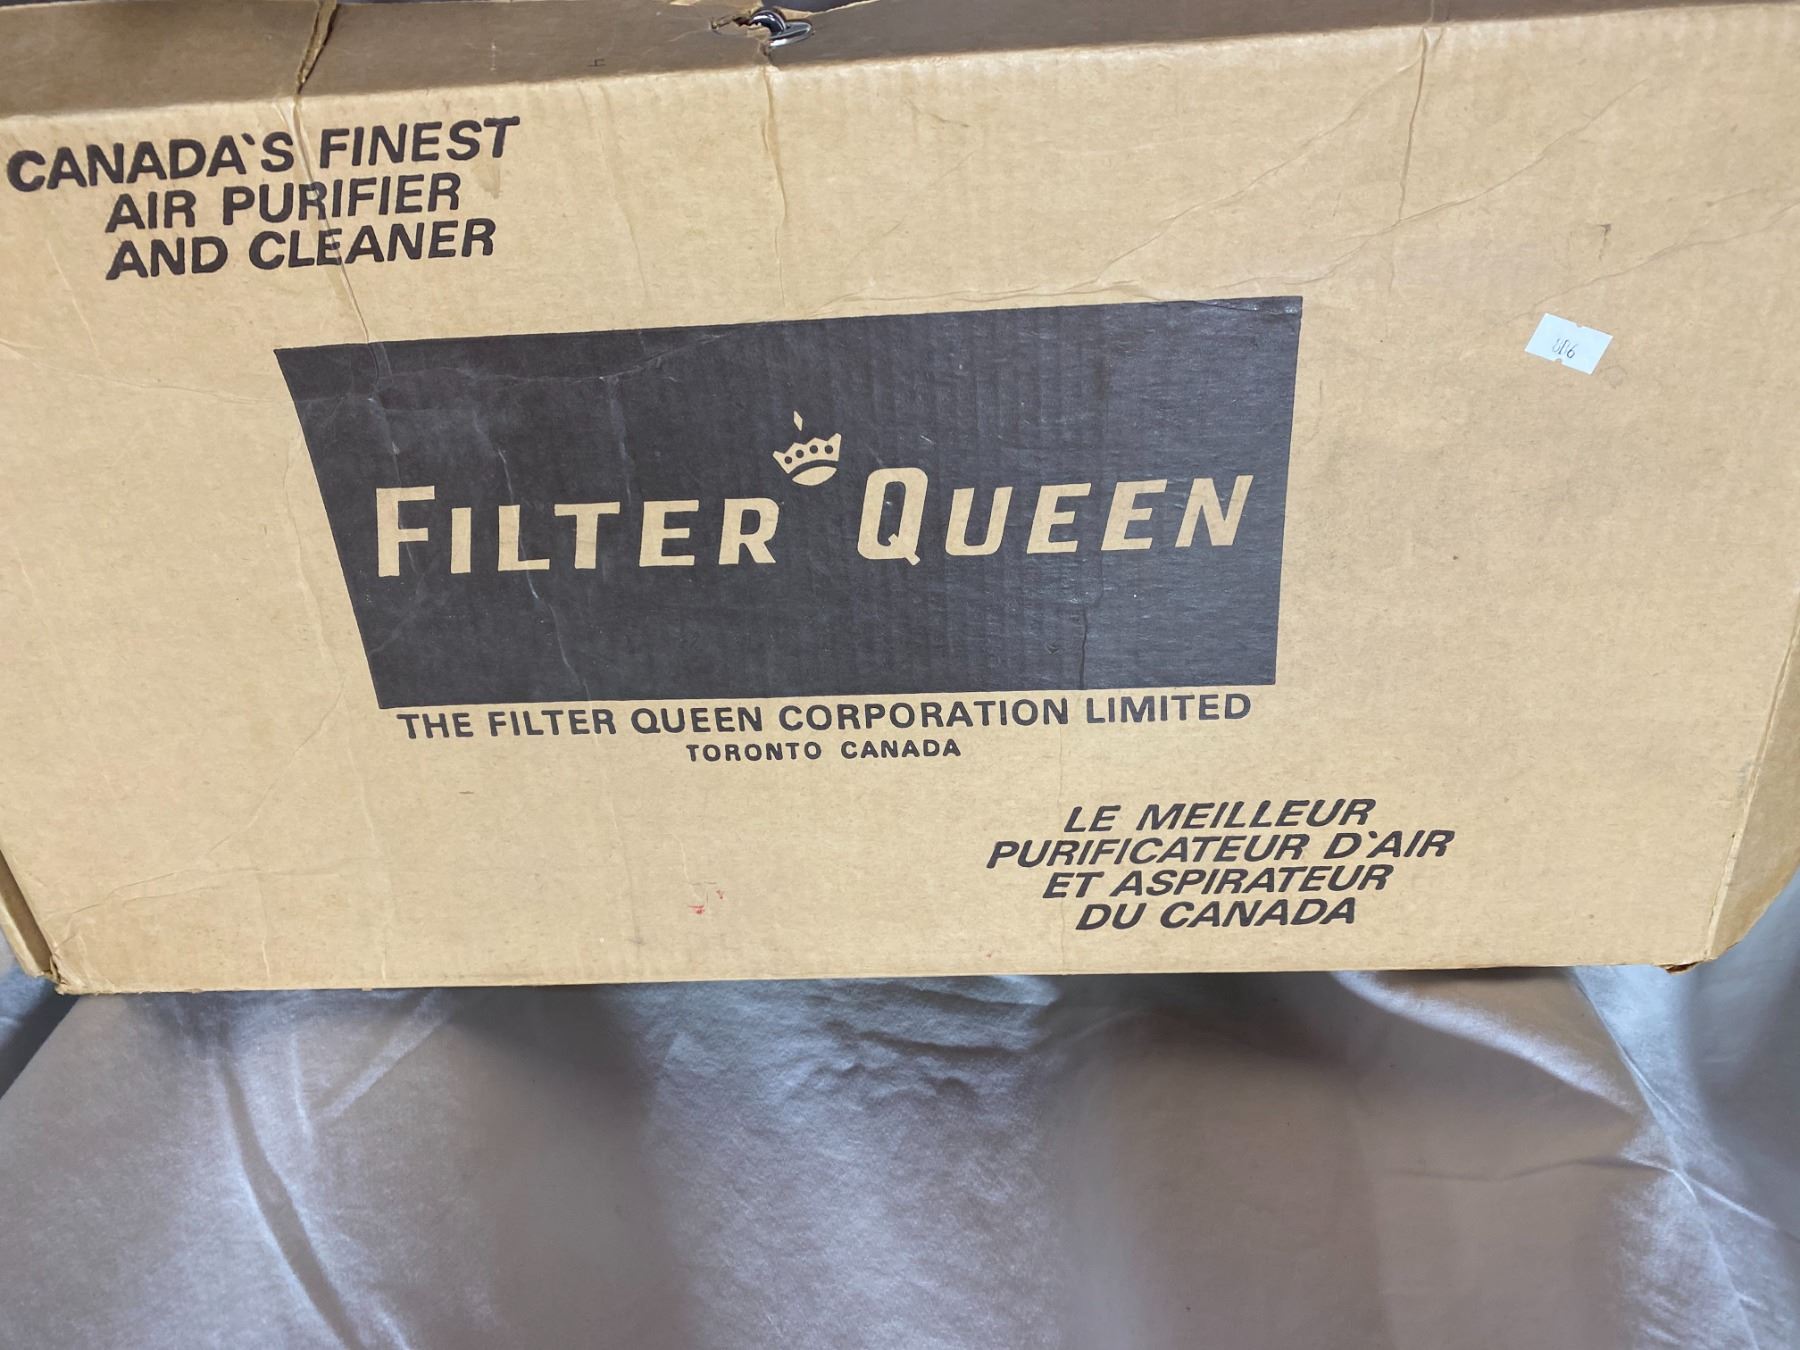 CANADA`S FINEST
AIR PURIFIER
AND CLEANER
FILTER QUEEN
THE FILTER QUEEN CORPORATION LIMITED
TORONTO CANADA
LE MEILLEUR
PURIFICATEUR D`AIR
ET ASPIRATEUR
DU CANADA